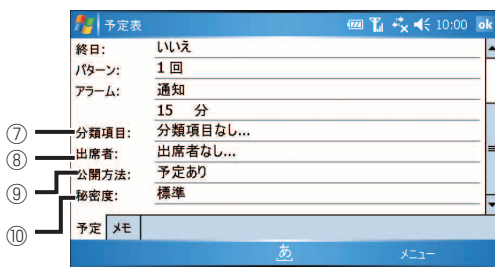 予定表 10:00 ok
終日: いいえ
パターン: 1 回
アラーム: 通知
15 分
⑦ 分類項目: 分類項目なし...
⑧ 出席者: 出席者なし...
⑨ 公開方法: 予定あり
⑩ 秘密度: 標準
予定 メモ
あ メニュー